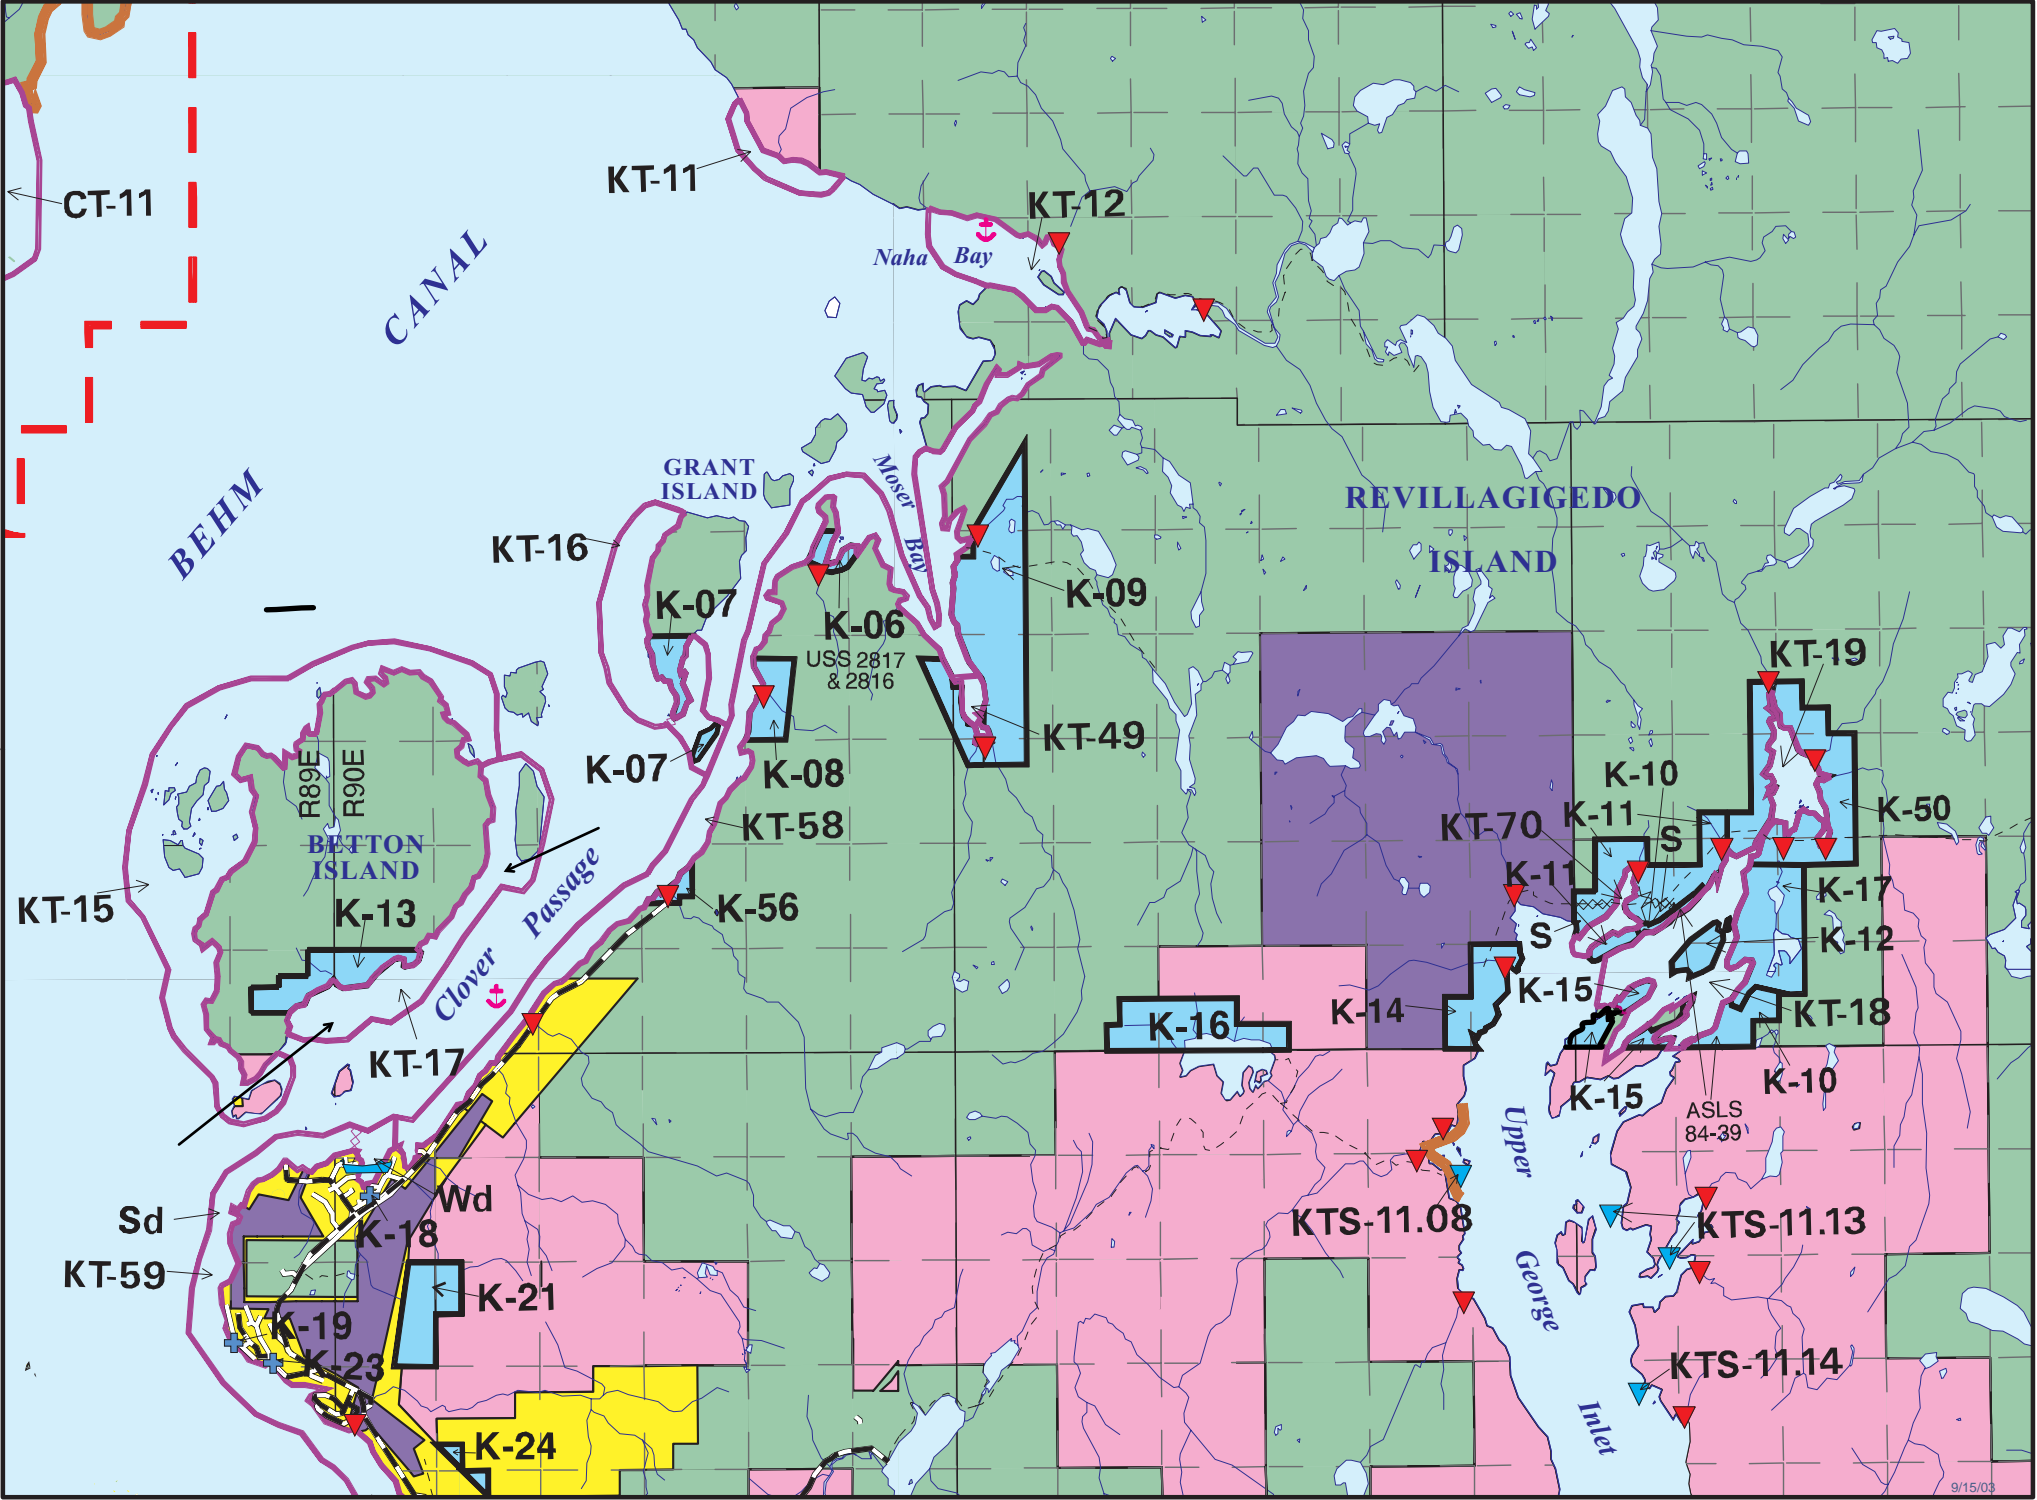 KT-11
CT-11
KT-12
Naha Bay
CANAL
BEHM
GRANT
ISLAND
Moser
Bay
REVILLAGIGEDO
ISLAND
KT-16
K-07
K-06
USS 2817
& 2816
K-09
KT-49
KT-19
K-07
K-08
K-10
K-11
K-50
KT-58
KT-70
S
R89E
R90E
BETTON
ISLAND
Clover Passage
KT-15
K-13
K-56
K-11
K-17
S
K-12
K-15
K-14
K-16
KT-18
KT-17
K-10
K-15
ASLS
84-39
Upper
George
Inlet
Wd
Sd
K-18
KTS-11.08
KTS-11.13
KT-59
K-21
K-19
K-23
KTS-11.14
K-24
9/15/03